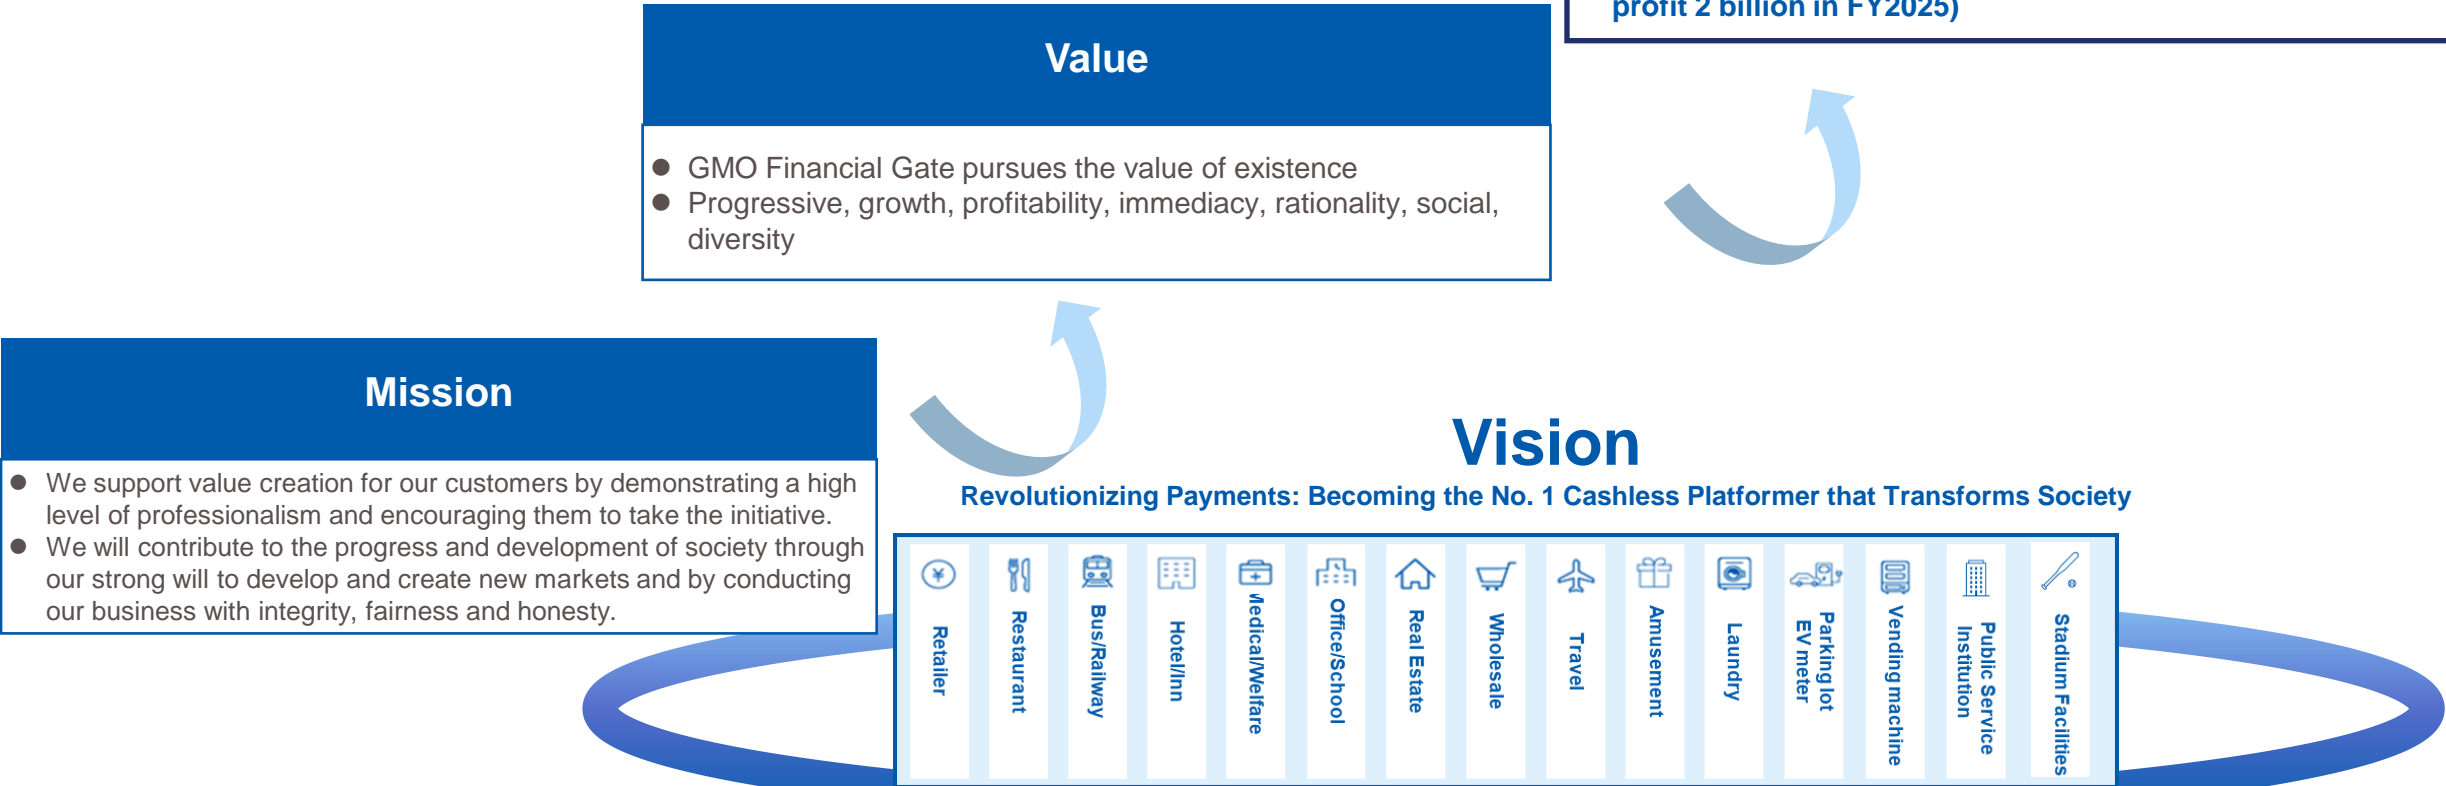 profit 2 billion in FY2025)
Value
● GMO Financial Gate pursues the value of existence
● Progressive, growth, profitability, immediacy, rationality, social,
diversity
Mission
● We support value creation for our customers by demonstrating a high
level of professionalism and encouraging them to take the initiative.
● We will contribute to the progress and development of society through
our strong will to develop and create new markets and by conducting
our business with integrity, fairness and honesty.
Vision
Revolutionizing Payments: Becoming the No. 1 Cashless Platformer that Transforms Society
¥
Retailer
Restaurant
Bus/Railway
Hotel/Inn
Medical/Welfare
Office/School
Real Estate
Wholesale
Travel
Amusement
Laundry
Parking lot
EV meter
Vending machine
Public Service
Institution
Stadium Facilities